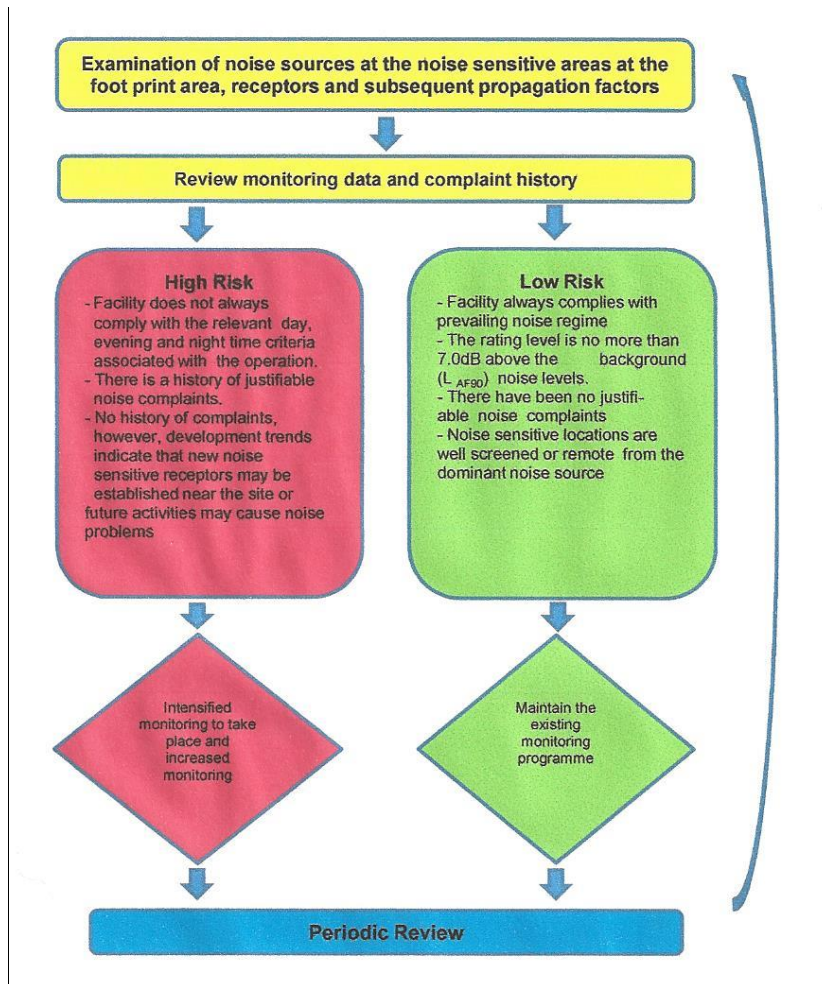 Examination of noise sources at the noise sensitive areas at the
foot print area, receptors and subsequent propagation factors
Review monitoring data and complaint history
High Risk
- Facility does not always
comply with the relevant day,
evening and night time criteria
associated with the operation.
- There is a history of justifiable
noise complaints.
- No history of complaints,
however, development trends
indicate that new noise
sensitive receptors may be
established near the site or
future activities may cause noise
problems
Low Risk
- Facility always complies with
prevailing noise regime
- The rating level is no more than
7.0dB above the background
(L AF90) noise levels.
- There have been no justifi-
able noise complaints
- Noise sensitive locations are
well screened or remote from the
dominant noise source
Intensified
monitoring to take
place and
increased
monitoring
Maintain the
existing
monitoring
programme
Periodic Review